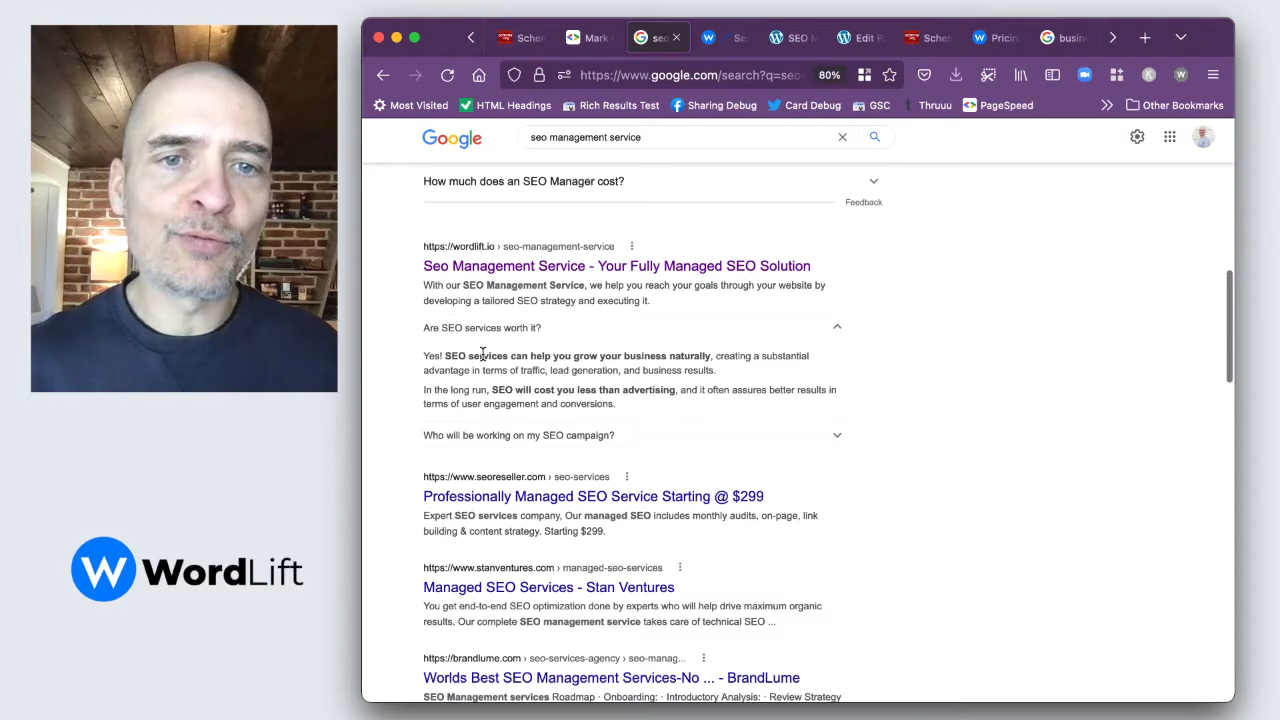 Scher
Mark
seo
Se
SEO M
Edit P
Scher
Pricin
busin
https://www.google.com/search?q=seo
80%
Most Visited
HTML Headings
Rich Results Test
Sharing Debug
Card Debug
GSC
Thruuu
PageSpeed
Other Bookmarks
Google
seo management service
How much does an SEO Manager cost?
Feedback
https://wordlift.io › seo-management-service
Seo Management Service - Your Fully Managed SEO Solution
With our SEO Management Service, we help you reach your goals through your website by
developing a tailored SEO strategy and executing it.
Are SEO services worth it?
Yes! SEO services can help you grow your business naturally, creating a substantial
advantage in terms of traffic, lead generation, and business results.
In the long run, SEO will cost you less than advertising, and it often assures better results in
terms of user engagement and conversions.
Who will be working on my SEO campaign?
https://www.seoreseller.com › seo-services
Professionally Managed SEO Service Starting @ $299
Expert SEO services company, Our managed SEO includes monthly audits, on-page, link
building & content strategy. Starting $299.
https://www.stanventures.com › managed-seo-services
Managed SEO Services - Stan Ventures
You get end-to-end SEO optimization done by experts who will help drive maximum organic
results. Our complete SEO management service takes care of technical SEO ...
https://brandlume.com › seo-services-agency › seo-manag...
Worlds Best SEO Management Services-No ... - BrandLume
SEO Management services Roadmap · Onboarding: · Introductory Analysis: · Review Strategy
W WordLift